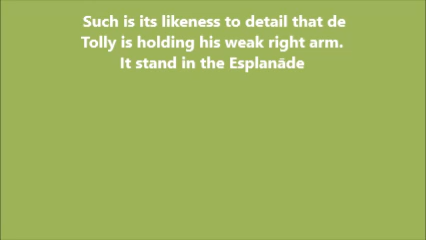 Such is its likeness to detail that de
Tolly is holding his weak right arm.
It stand in the Esplanāde